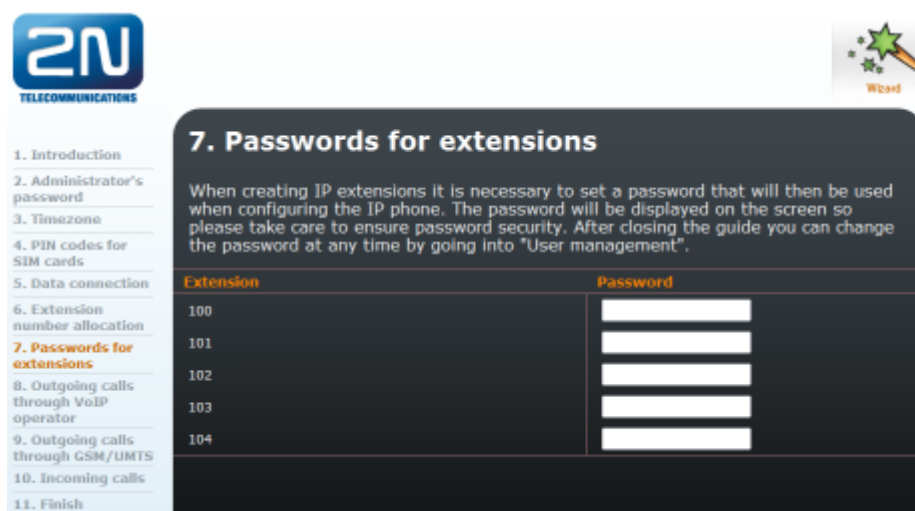 2N
TELECOMMUNICATIONS
Wizard
1. Introduction
2. Administrator's
password
3. Timezone
4. PIN codes for
SIM cards
5. Data connection
6. Extension
number allocation
7. Passwords for
extensions
8. Outgoing calls
through VoIP
operator
9. Outgoing calls
through GSM/UMTS
10. Incoming calls
11. Finish
7. Passwords for extensions
When creating IP extensions it is necessary to set a password that will then be used
when configuring the IP phone. The password will be displayed on the screen so
please take care to ensure password security. After closing the guide you can change
the password at any time by going into "User management".
Extension Password
100
101
102
103
104